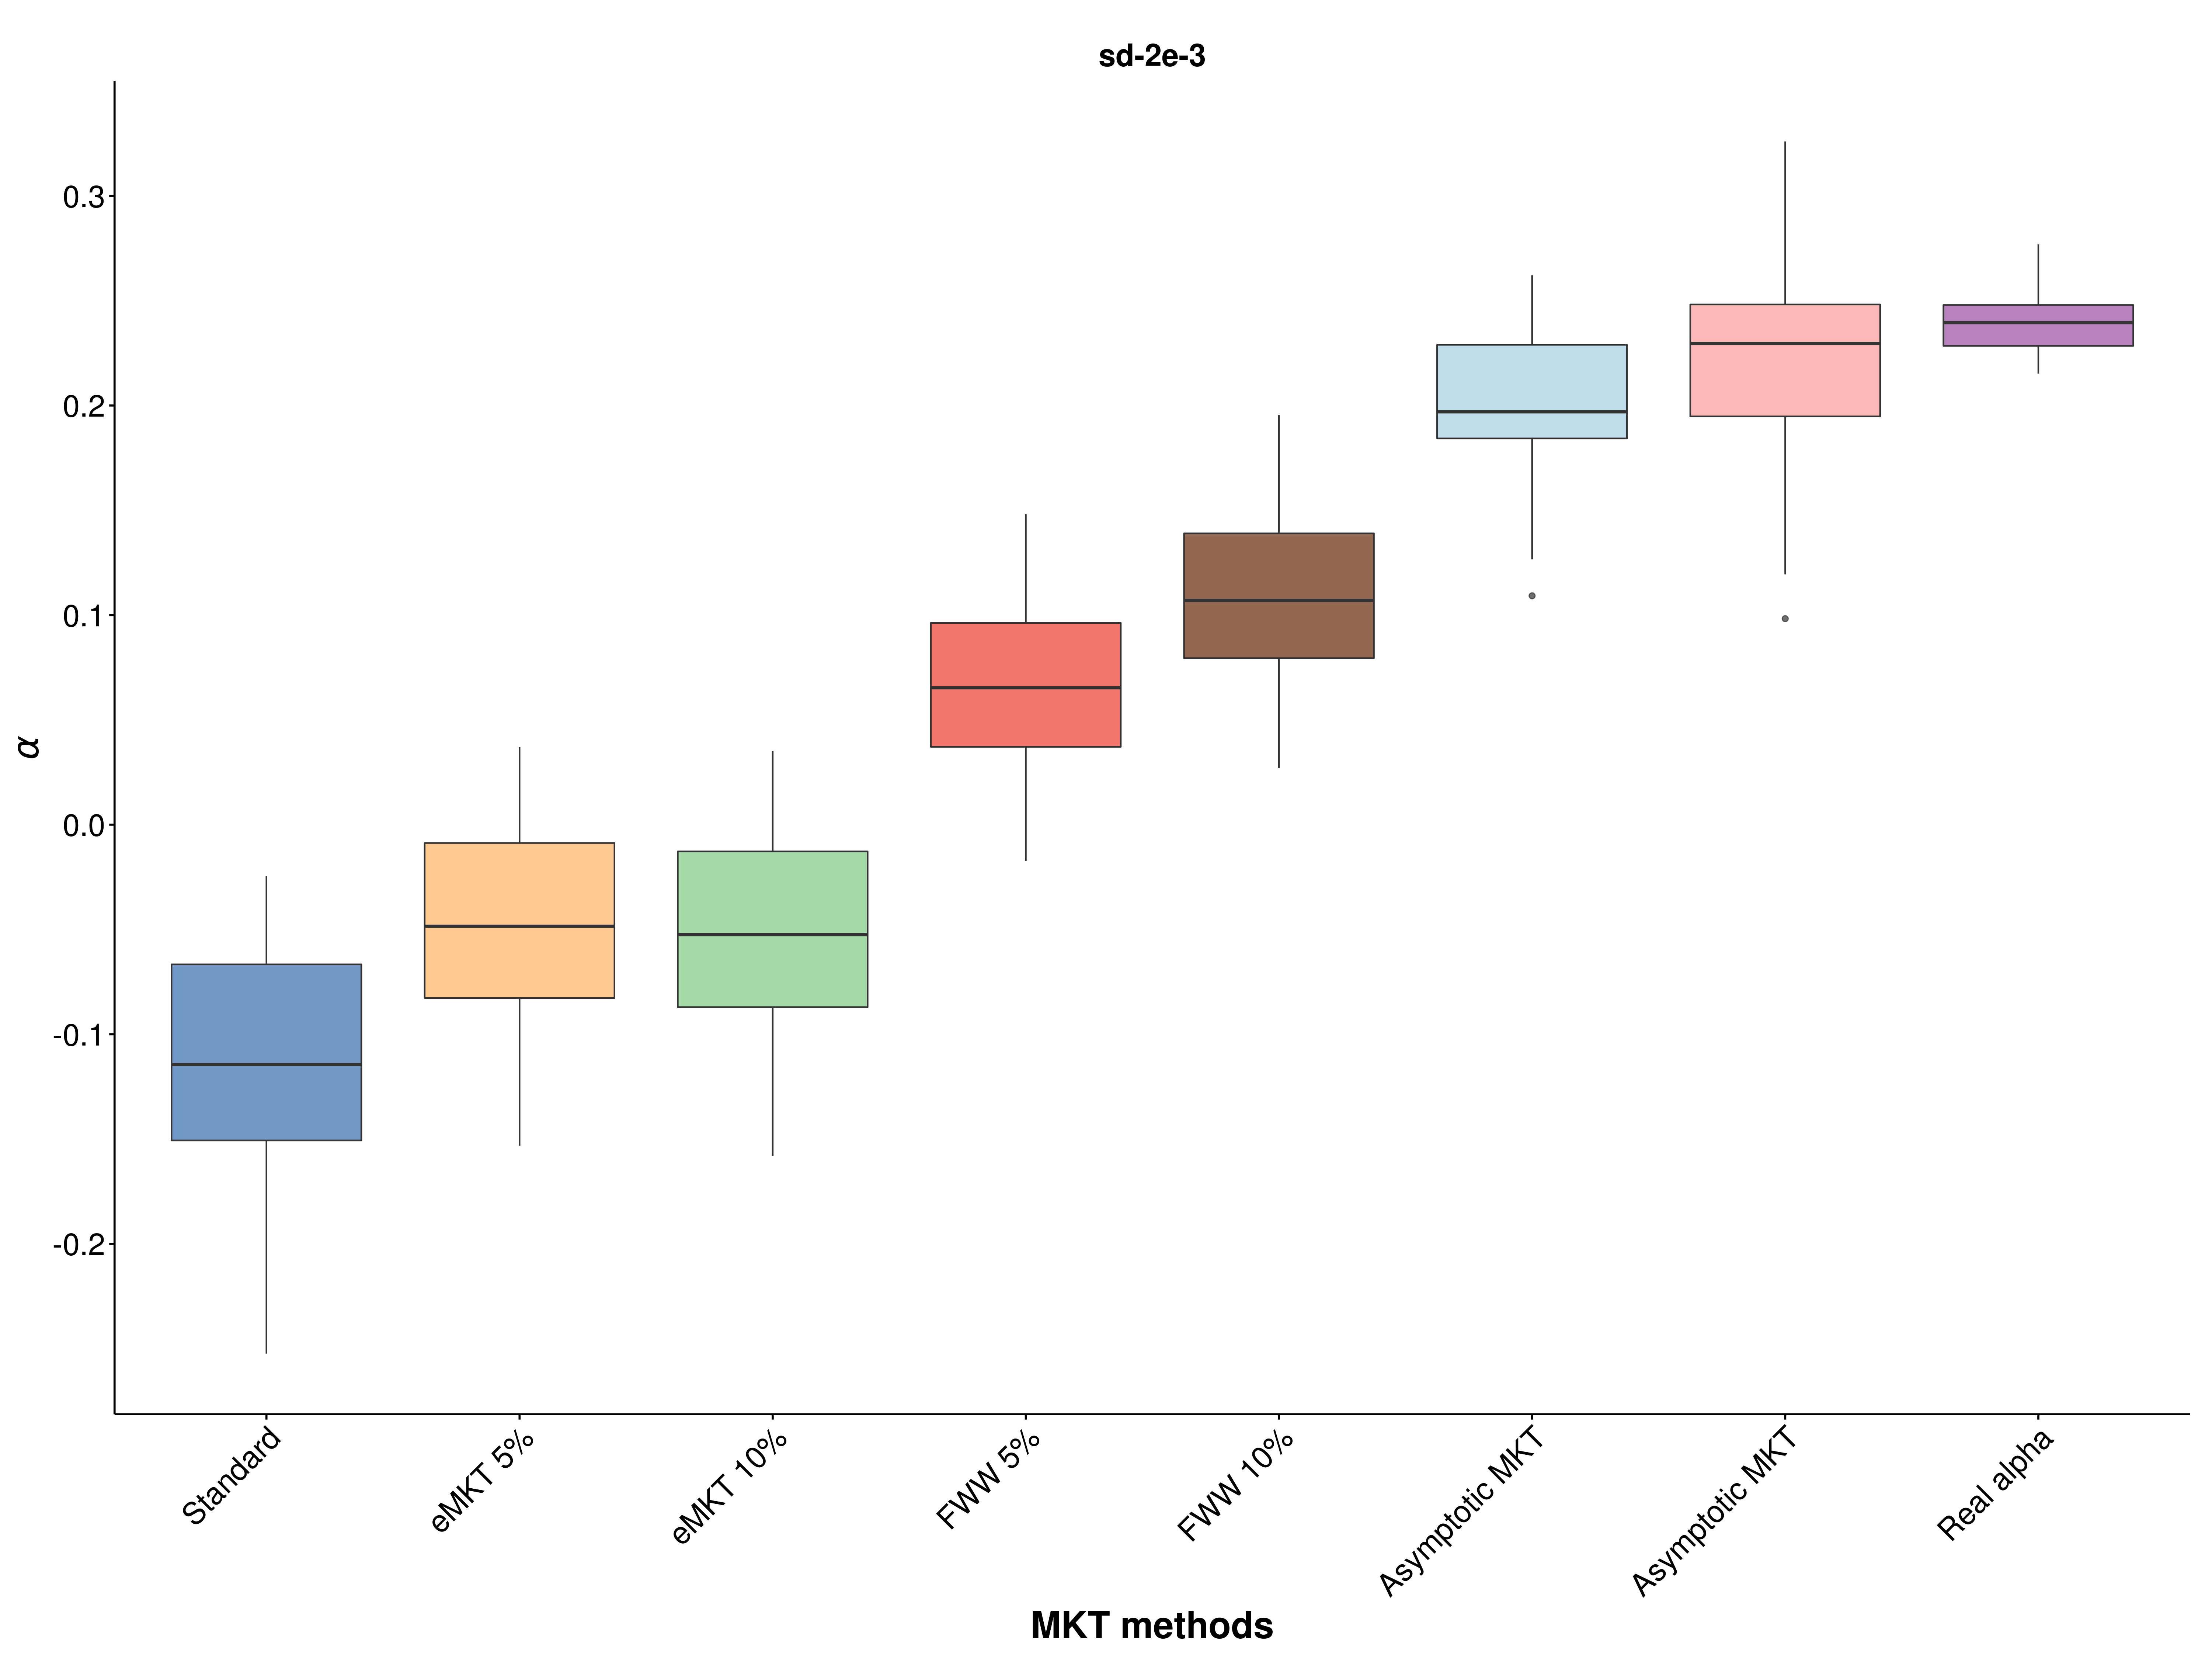 sd-2e-3
0.3
0.2
0.1
0.0
-0.1
-0.2
α
Standard
eMKT 5%
eMKT 10%
FWW 5%
FWW 10%
Asymptotic MKT
Asymptotic MKT
Real alpha
MKT methods